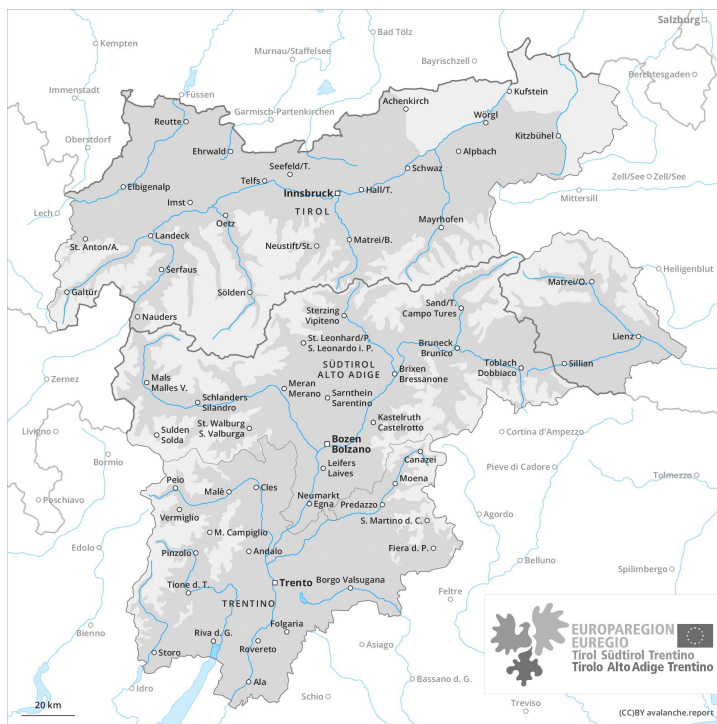 Salzburg
Kempten
Bad Tölz
Murnau/Staffelsee
Bayrischzell
Berchtesgaden
Immenstadt
Füssen
Kufstein
Achenkirch
Garmisch-Partenkirchen
Reutte
Wörgl
Oberstdorf
Kitzbühel
Ehrwald
Alpbach
Seefeld/T.
Schwaz
Zell/See
Zell/See
Telfs
Elbigenalp
Innsbruck
Hall/T.
Mittersill
Imst
TIROL
Lech
Oetz
Mayrhofen
Landeck
Matrei/B.
St. Anton/A.
Neustift/St.
Serfaus
Heiligenblut
Matrei/O.
Galtür
Sölden
Sand/T.
Campo Tures
Nauders
Sterzing
Vipiteno
Lienz
St. Leonhard/P.
S. Leonardo i. P.
Bruneck
Brunico
Toblach
Dobbiaco
Sillian
SÜDTIROL
ALTO ADIGE
Brixen
Bressanone
Zernez
Mals
Malles V.
Meran
Merano
Sarnthein
Sarentino
Schlanders
Silandro
Kastelruth
Castelrotto
St. Walburg
S. Valburga
Livigno
Sulden
Solda
Cortina d'Ampezzo
Bozen
Bolzano
Canazei
Bormio
Leifers
Laives
Pieve di Cadore
Tolmezzo
Peio
Moena
Malè
Cles
Neumarkt
Egna
Predazzo
Poschiavo
Vermiglio
Agordo
S. Martino d. C.
M. Campiglio
Edolo
Pinzolo
Andalo
Fiera d. P.
Belluno
Spilimbergo
Trento
Borgo Valsugana
Tione d. T.
Feltre
TRENTINO
Folgaria
Bienno
Riva d. G.
Rovereto
Asiago
Storo
Ala
Bassano d. G.
Idro
Schio
Treviso
EUROPAREGION
EUREGIO
Tirol Südtirol Trentino
Tirolo Alto Adige Trentino
20 km
(CC)BY avalanche.report